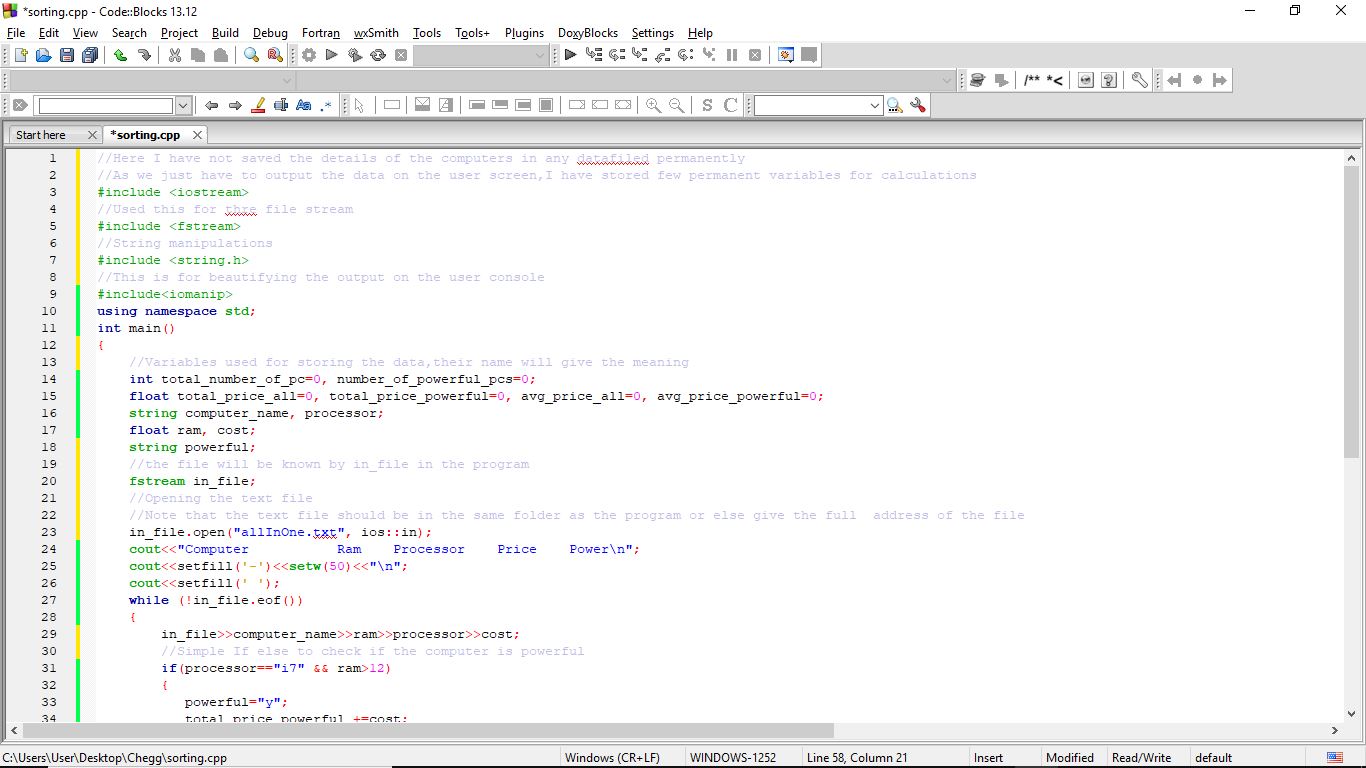 *sorting.cpp - Code::Blocks 13.12
File Edit View Search Project Build Debug Fortran wxSmith Tools Tools+ Plugins DoxyBlocks Settings Help
/** *<
Aa .*
S C
Start here *sorting.cpp
1 //Here I have not saved the details of the computers in any datafiled permanently
2 //As we just have to output the data on the user screen,I have stored few permanent variables for calculations
3 #include <iostream>
4 //Used this for thre file stream
5 #include <fstream>
6 //String manipulations
7 #include <string.h>
8 //This is for beautifying the output on the user console
9 #include<iomanip>
10 using namespace std;
11 int main()
12 {
13 //Variables used for storing the data,their name will give the meaning
14 int total_number_of_pc=0, number_of_powerful_pcs=0;
15 float total_price_all=0, total_price_powerful=0, avg_price_all=0, avg_price_powerful=0;
16 string computer_name, processor;
17 float ram, cost;
18 string powerful;
19 //the file will be known by in_file in the program
20 fstream in_file;
21 //Opening the text file
22 //Note that the text file should be in the same folder as the program or else give the full  address of the file
23 in_file.open("allInOne.txt", ios::in);
24 cout<<"Computer           Ram    Processor    Price    Power\n";
25 cout<<setfill('-')<<setw(50)<<"\n";
26 cout<<setfill(' ');
27 while (!in_file.eof())
28 {
29 in_file>>computer_name>>ram>>processor>>cost;
30 //Simple If else to check if the computer is powerful
31 if(processor=="i7" && ram>12)
32 {
33 powerful="y";
34 total_price_powerful +=cost;
C:\Users\User\Desktop\Chegg\sorting.cpp Windows (CR+LF) WINDOWS-1252 Line 58, Column 21 Insert Modified Read/Write default